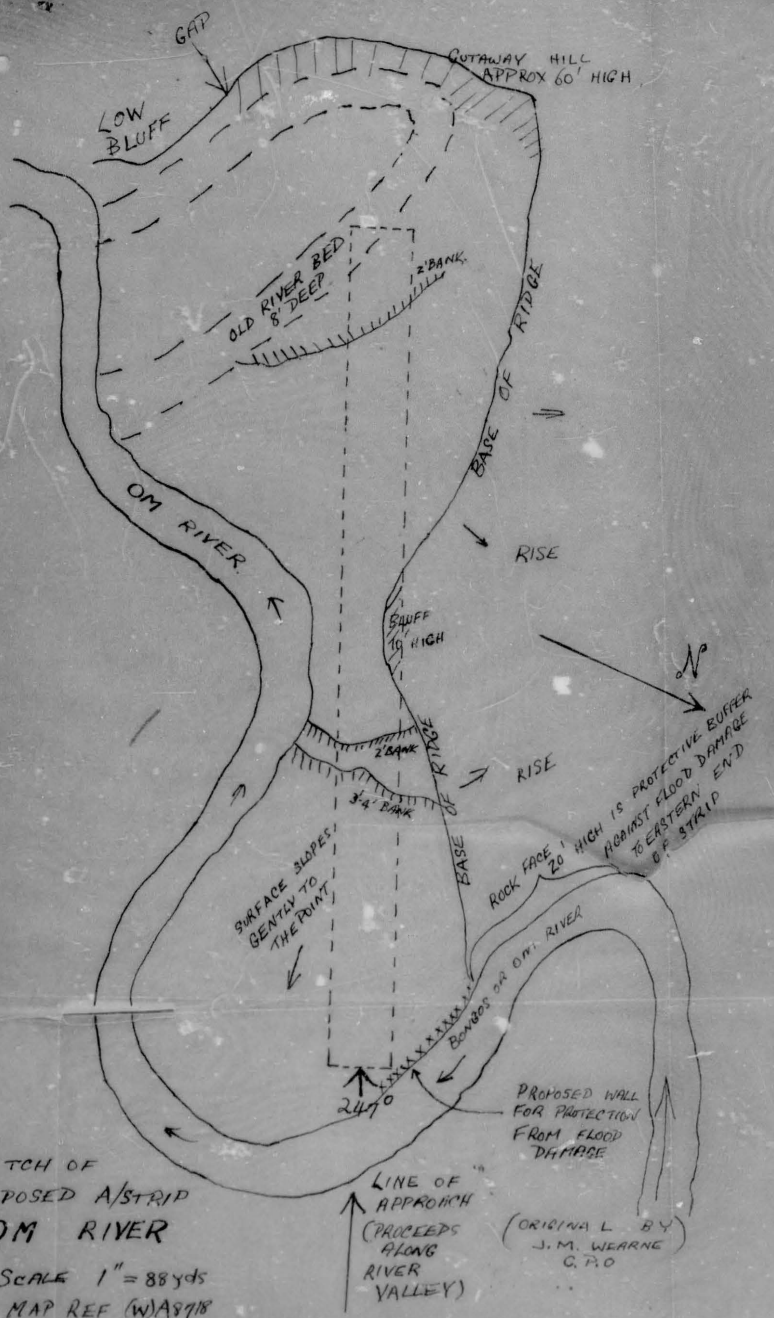 GAP
LOW
BLUFF
CUTAWAY HILL
APPROX 60' HIGH
OLD RIVER BED
8' DEEP
2' BANK.
BASE OF RIDGE
OM RIVER.
RISE
BLUFF
10' HIGH
N
2' BANK
3'-4' BANK
RISE
BASE OF RIDGE
ROCK FACE
20' HIGH IS PROTECTIVE BUFFER
AGAINST FLOOD DAMAGE
TO EASTERN END
OF STRIP
SURFACE SLOPES
GENTLY TO
THE POINT
BONGOS OR OM. RIVER
247°
PROPOSED WALL
FOR PROTECTION
FROM FLOOD
DAMAGE
TCH OF
POSED A/STRIP
OM RIVER
SCALE 1" = 88 yds
MAP REF (W)A8718
LINE OF
APPROACH
(PROCEEDS
ALONG
RIVER
VALLEY)
(ORIGINAL BY
J. M. WEARNE)
C.P.O